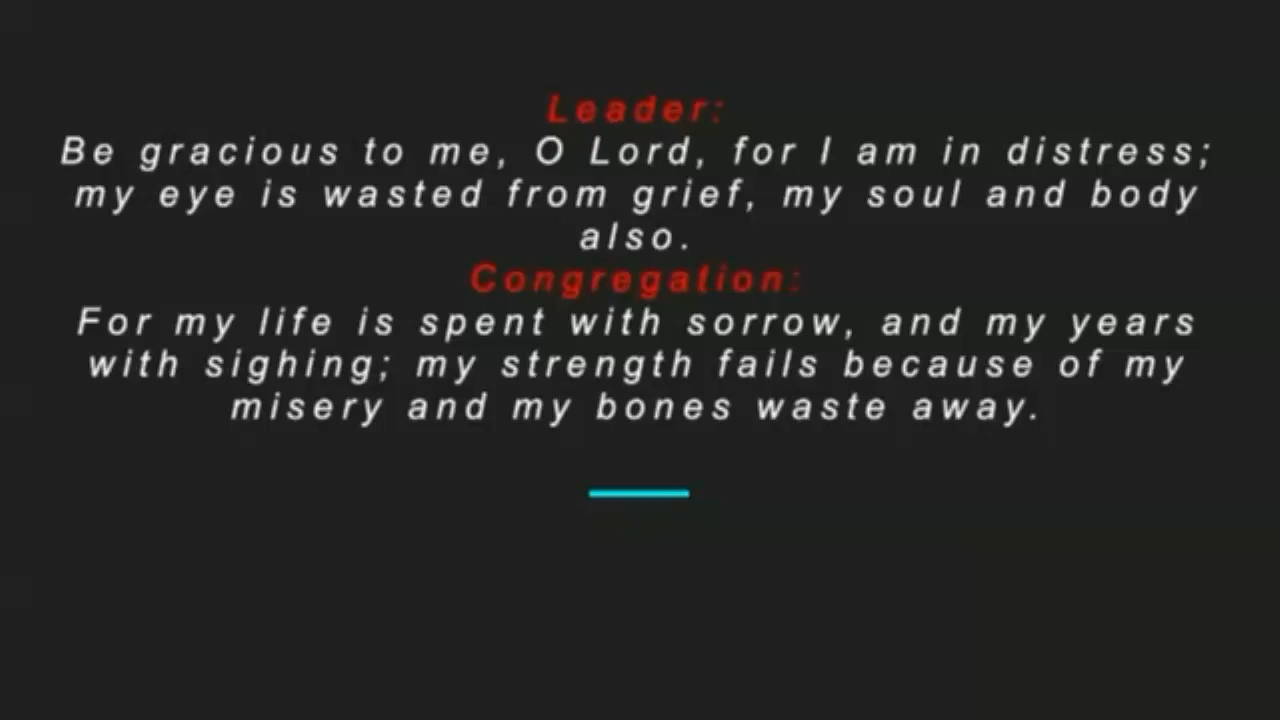 Leader:
Be gracious to me, O Lord, for I am in distress;
my eye is wasted from grief, my soul and body
also.
Congregation:
For my life is spent with sorrow, and my years
with sighing; my strength fails because of my
misery and my bones waste away.